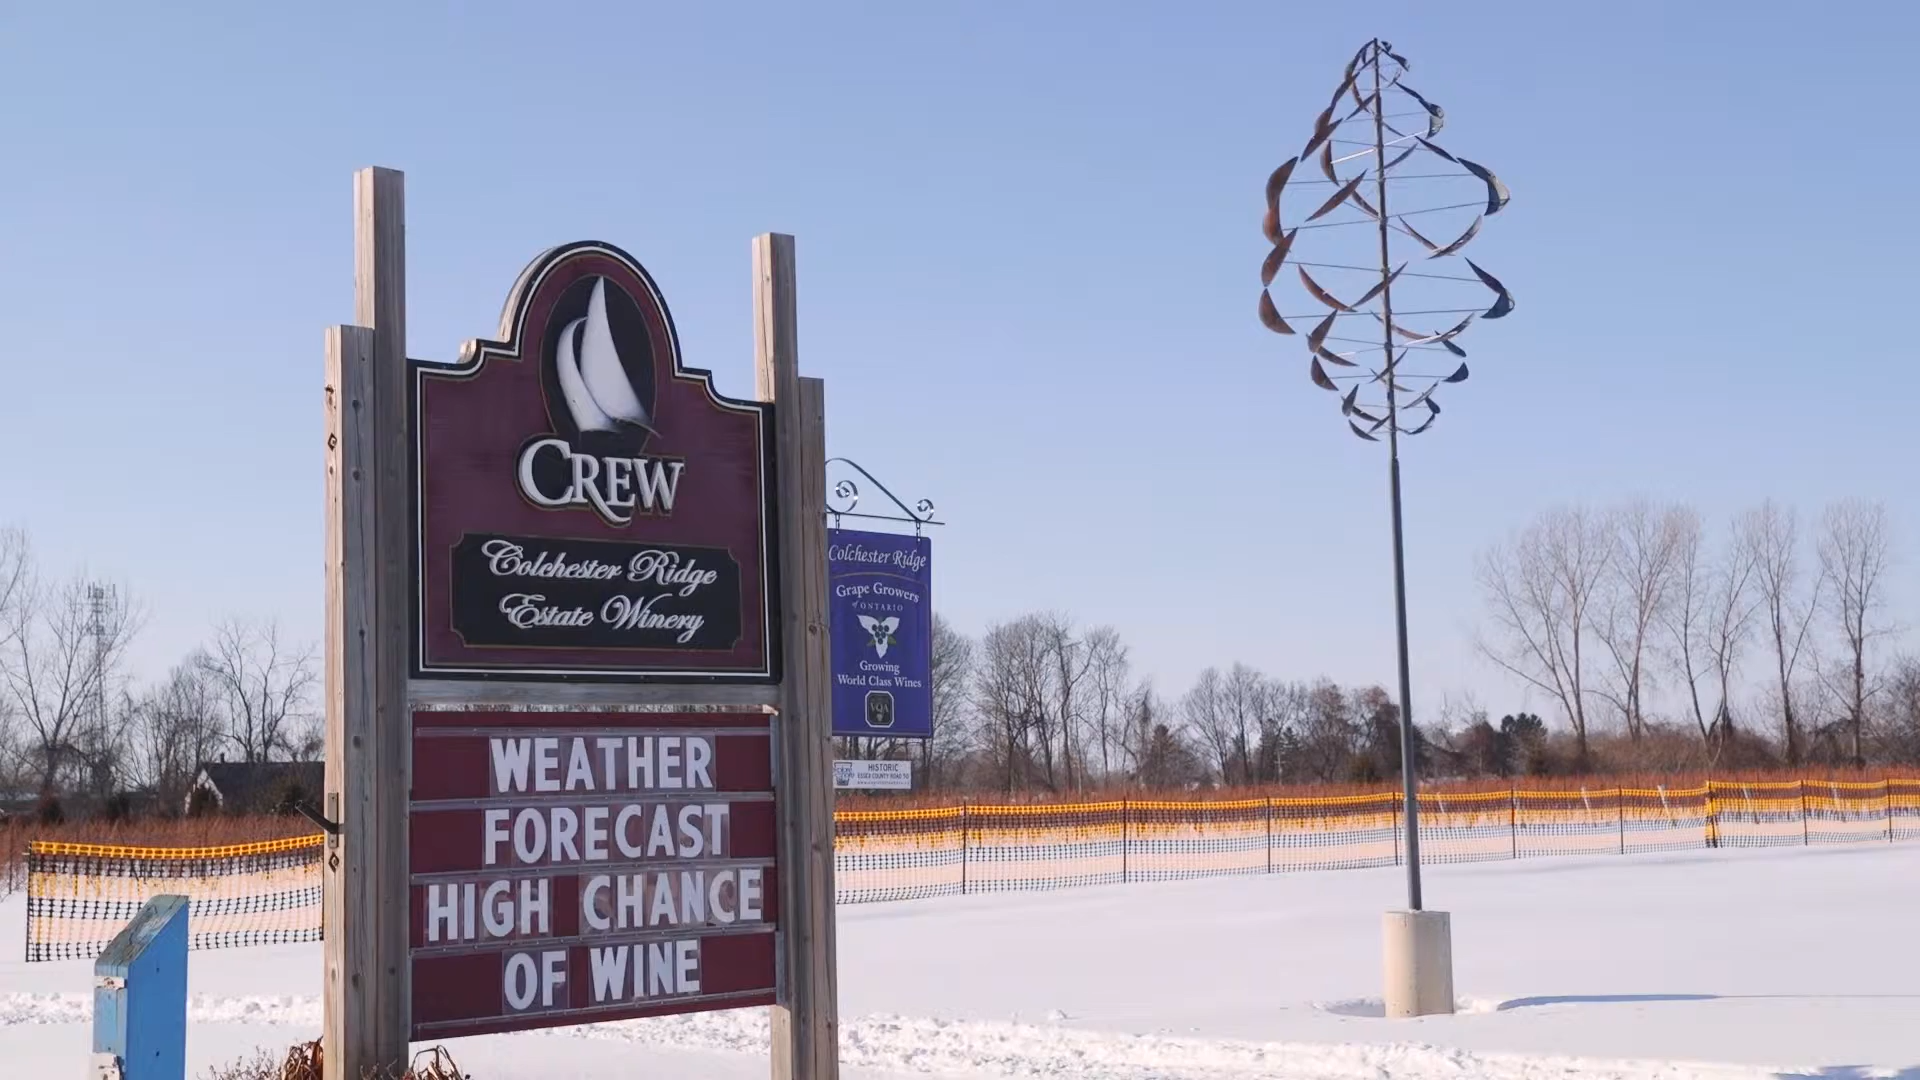 CREW
Colchester Ridge
Estate Winery
WEATHER
FORECAST
HIGH CHANCE
OF WINE
Colchester Ridge
Grape Growers
of ONTARIO
Growing
World Class Wines
VQA
HISTORIC
ESSEX COUNTY ROAD 50